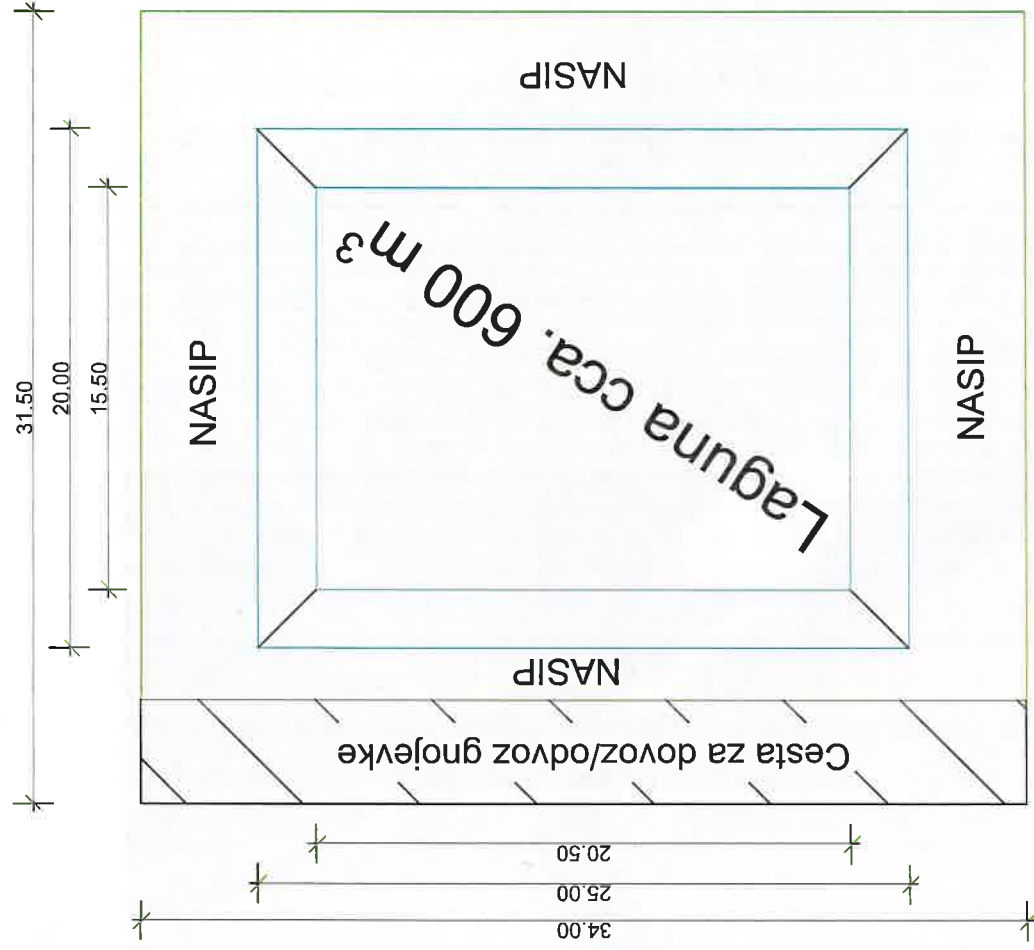 34.00
25.00
20.50
Cesta za dovoz/odvoz gnojevke
NASIP
NASIP
Laguna cca. 600 m³
NASIP
NASIP
15.50
20.00
31.50